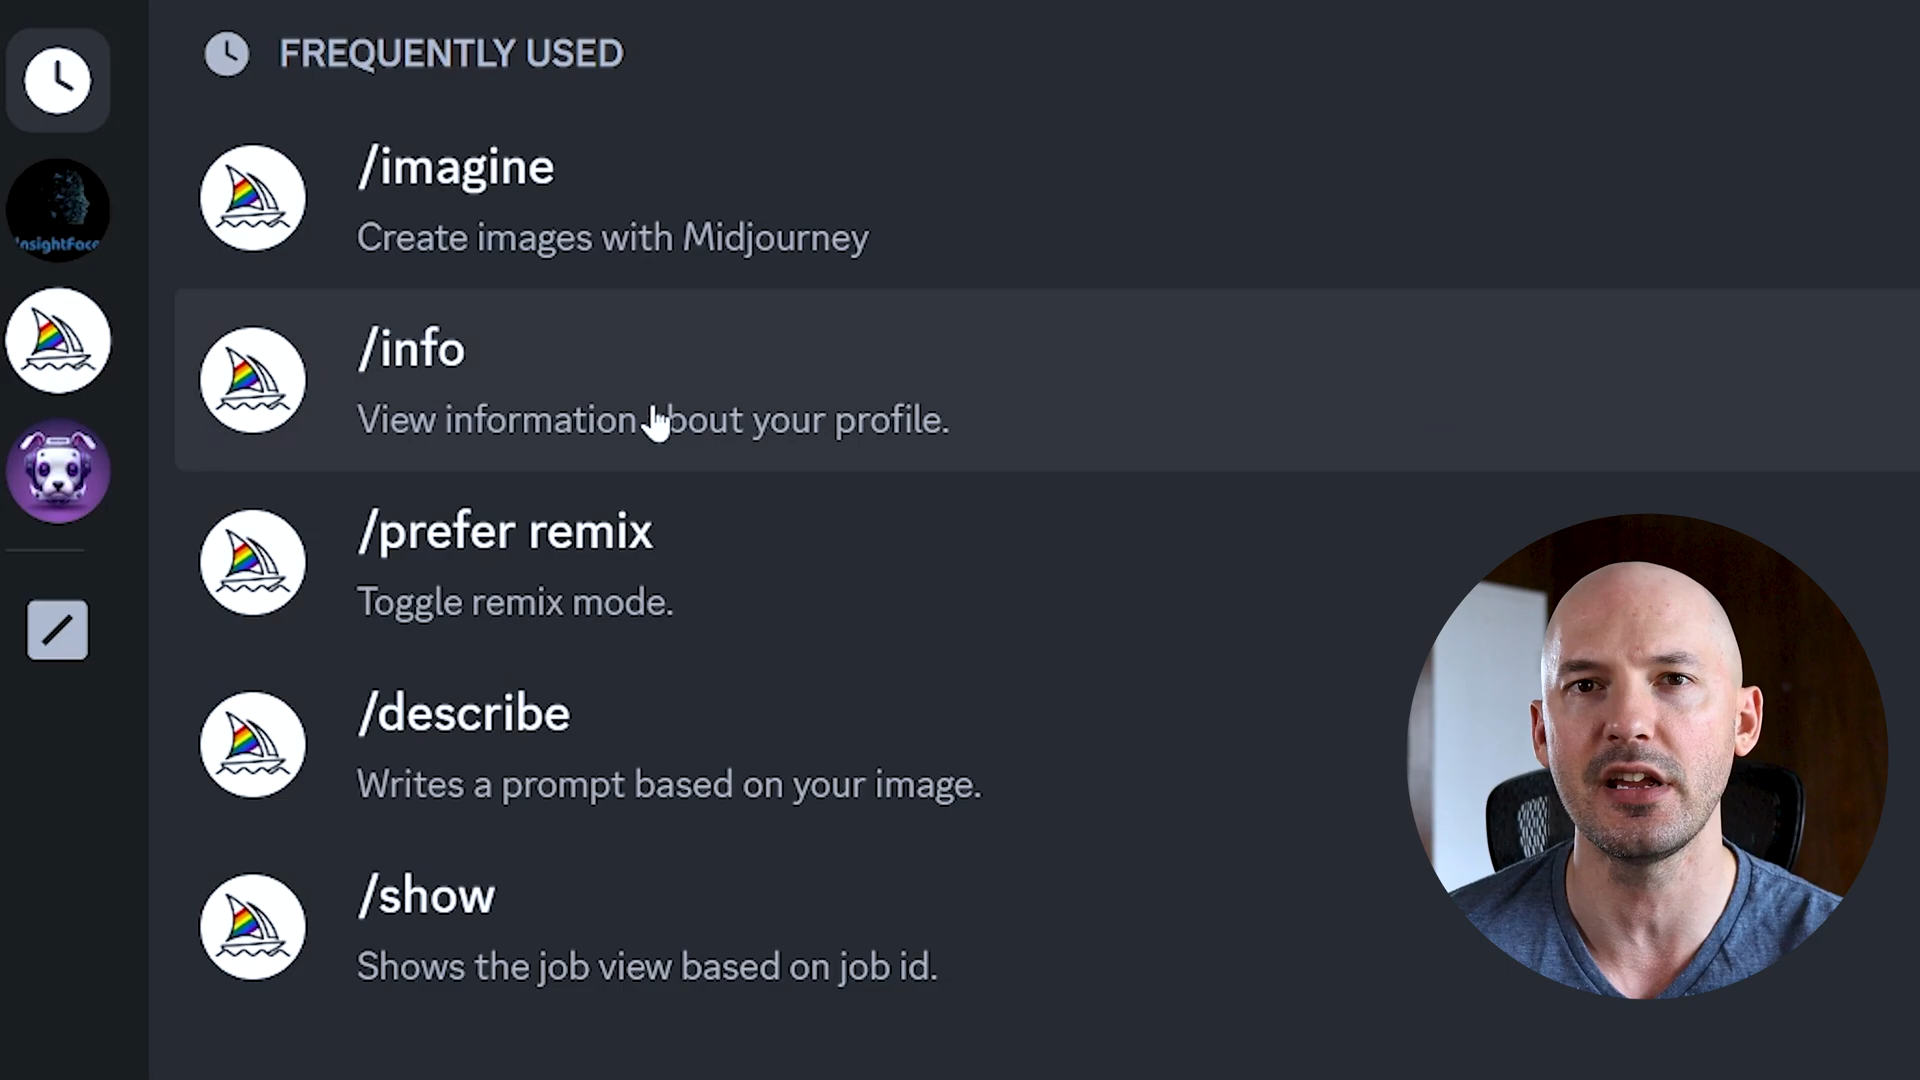 FREQUENTLY USED
/imagine
Create images with Midjourney
InsightFace
/info
View information about your profile.
/prefer remix
Toggle remix mode.
/describe
Writes a prompt based on your image.
/show
Shows the job view based on job id.